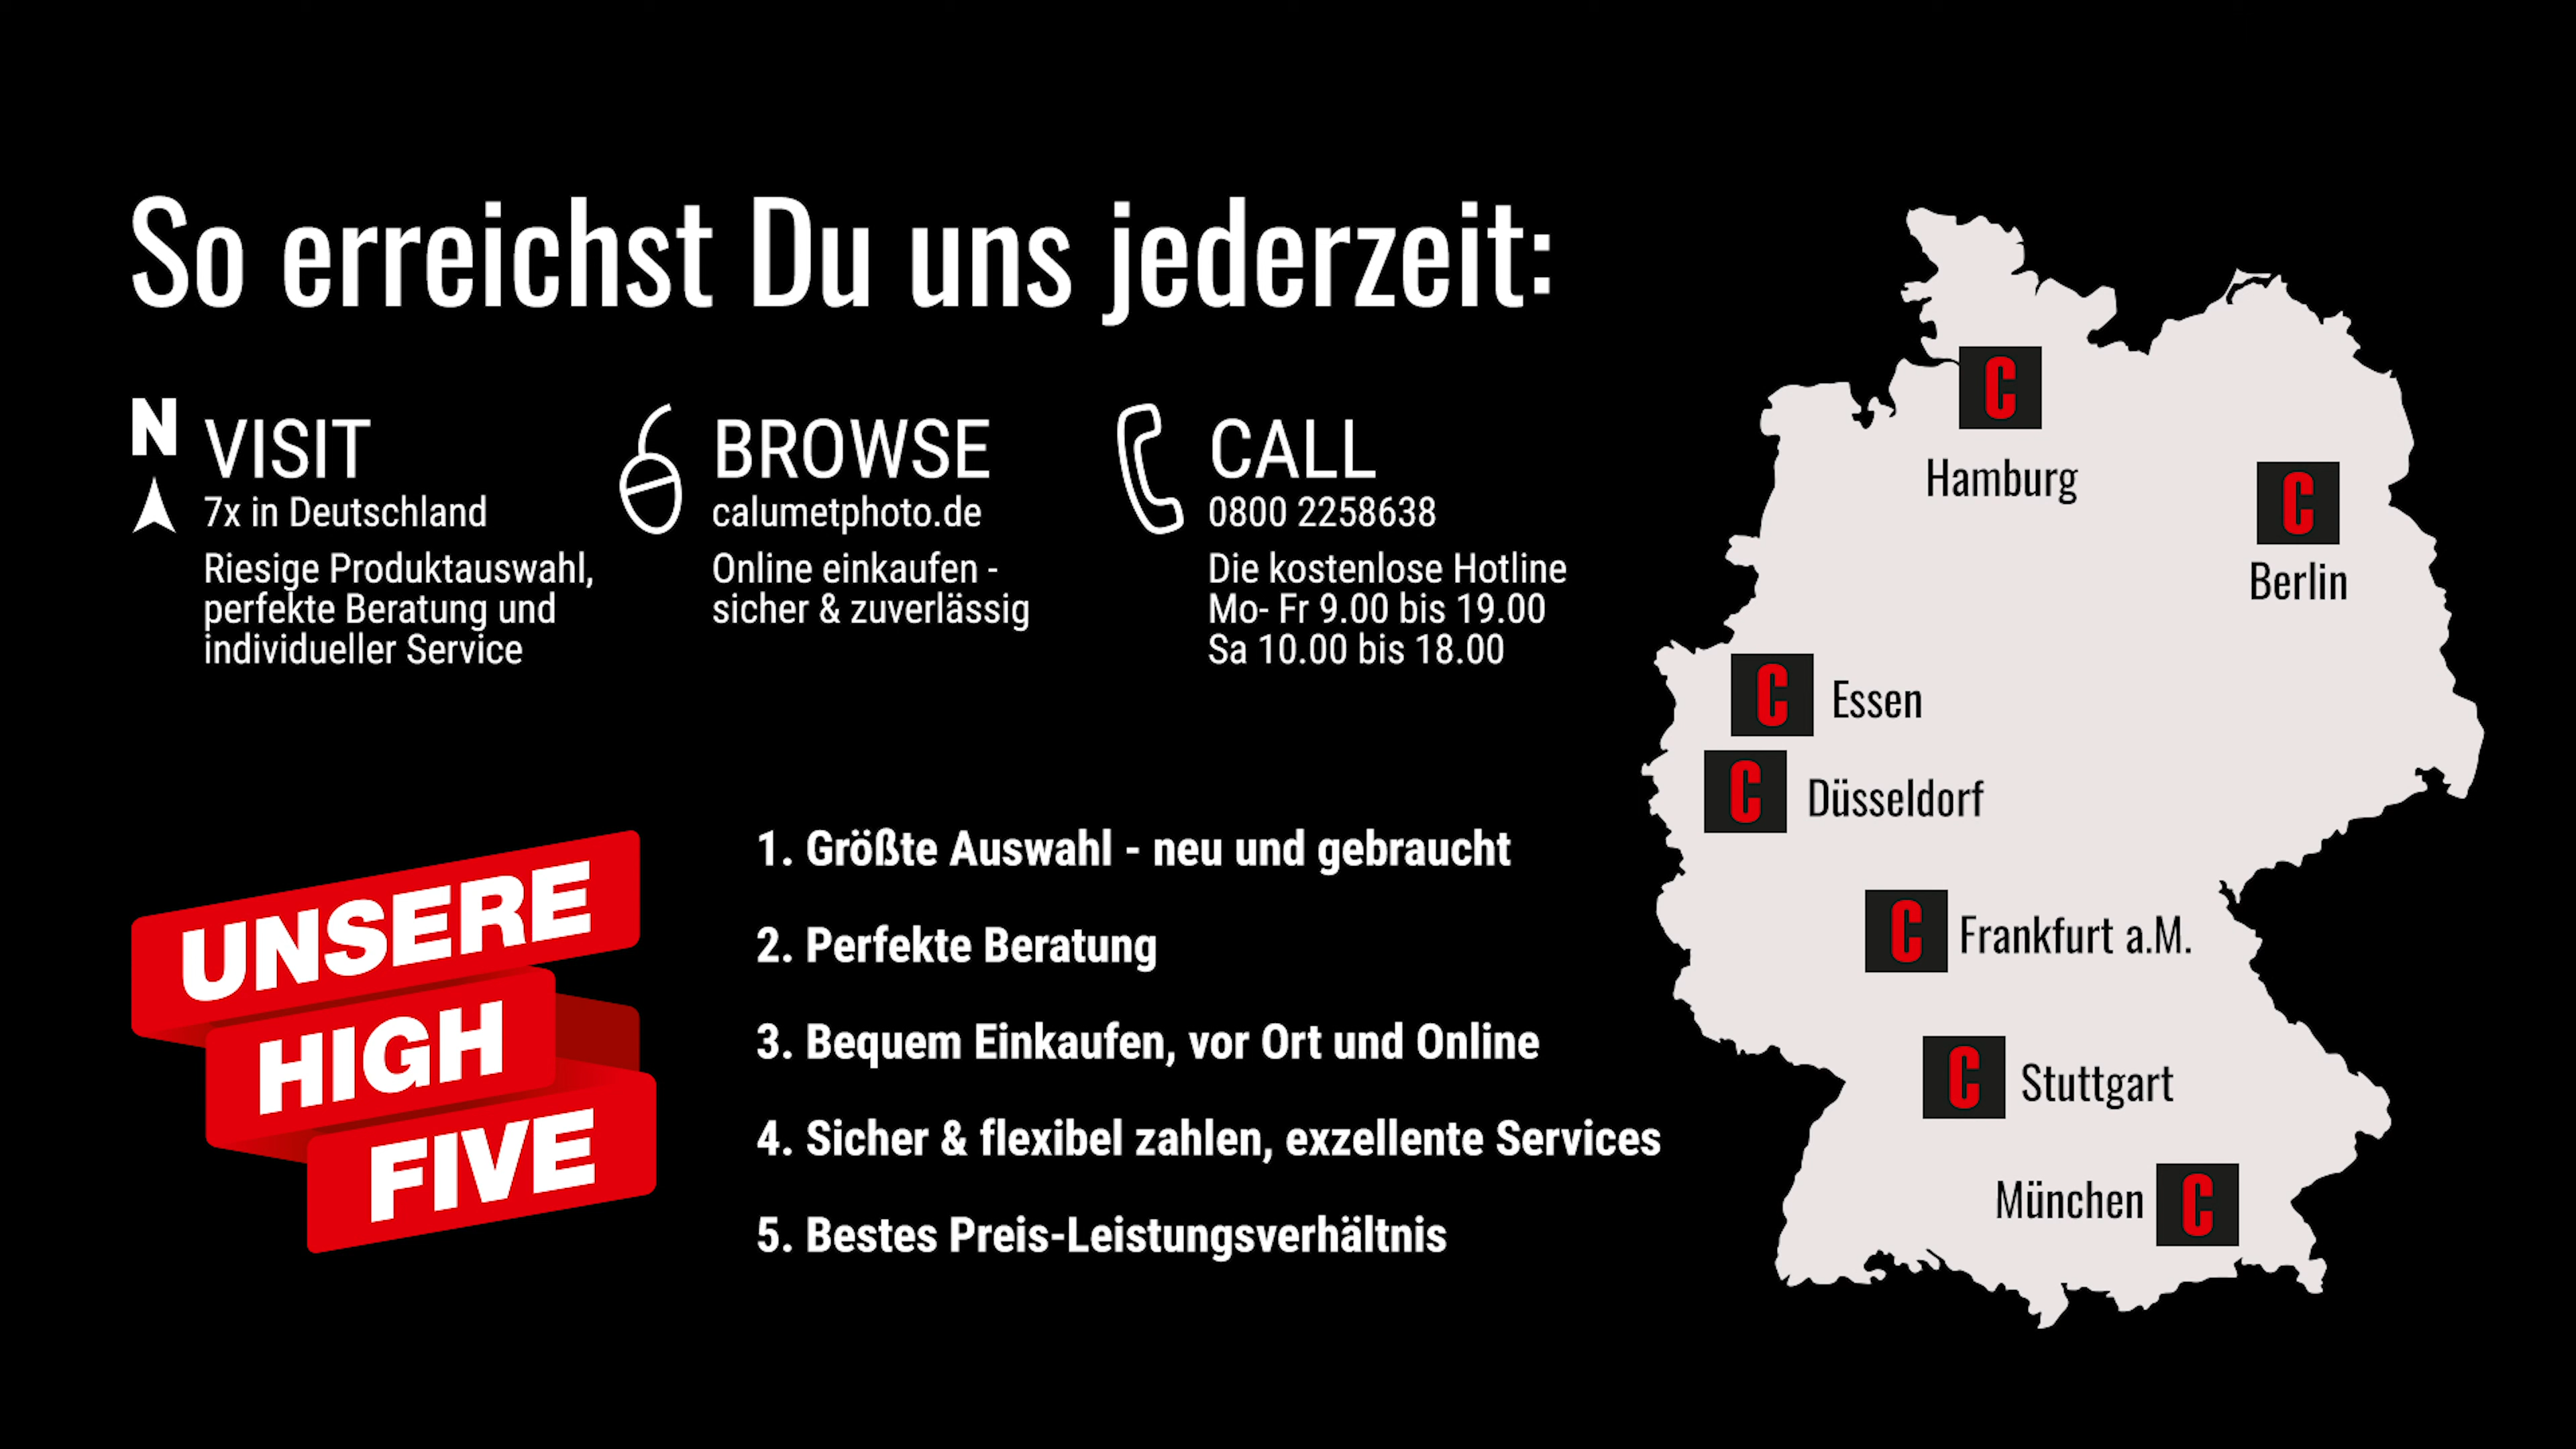 So erreichst Du uns jederzeit:
N
VISIT
7x in Deutschland
Riesige Produktauswahl,
perfekte Beratung und
individueller Service
BROWSE
calumetphoto.de
Online einkaufen -
sicher & zuverlässig
CALL
0800 2258638
Die kostenlose Hotline
Mo- Fr 9.00 bis 19.00
Sa 10.00 bis 18.00
UNSERE
HIGH
FIVE
1. Größte Auswahl - neu und gebraucht
2. Perfekte Beratung
3. Bequem Einkaufen, vor Ort und Online
4. Sicher & flexibel zahlen, exzellente Services
5. Bestes Preis-Leistungsverhältnis
C
Hamburg
C
Berlin
C Essen
C Düsseldorf
C Frankfurt a.M.
C Stuttgart
München C